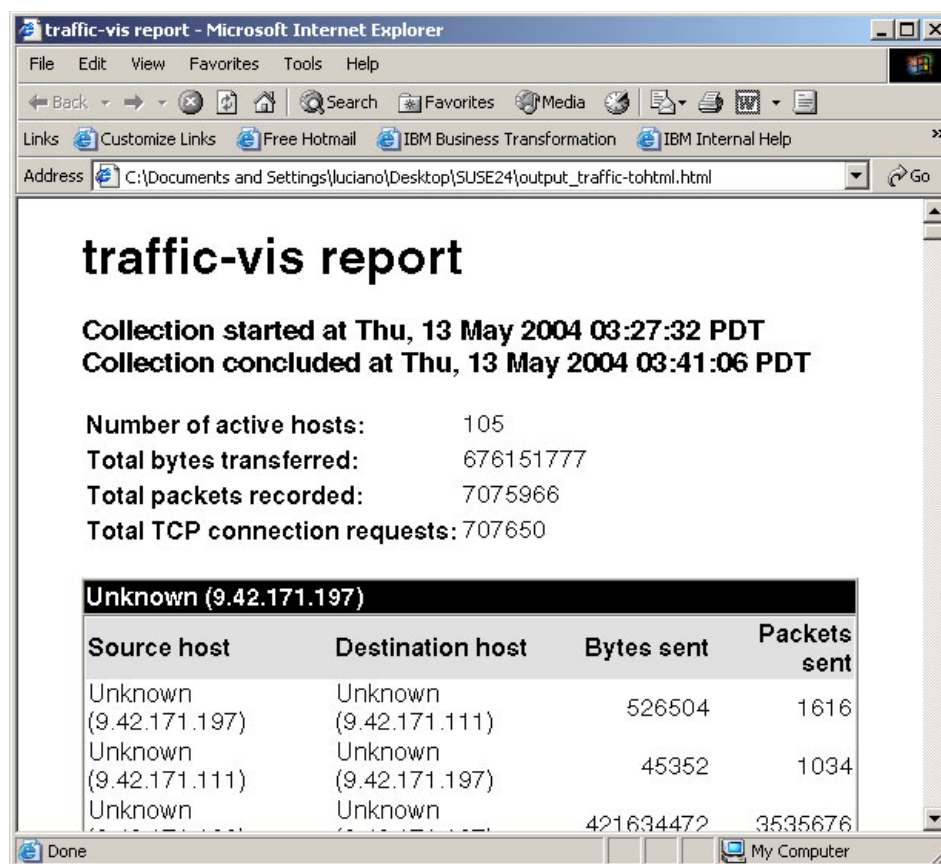 traffic-vis report - Microsoft Internet Explorer
File Edit View Favorites Tools Help
Back Search Favorites Media
Links Customize Links Free Hotmail IBM Business Transformation IBM Internal Help »
Address C:\Documents and Settings\luciano\Desktop\SUSE24\output_traffic-tohtml.html Go
traffic-vis report
Collection started at Thu, 13 May 2004 03:27:32 PDT
Collection concluded at Thu, 13 May 2004 03:41:06 PDT
Number of active hosts: 105
Total bytes transferred: 676151777
Total packets recorded: 7075966
Total TCP connection requests: 707650
Unknown (9.42.171.197)
Source host Destination host Bytes sent Packets sent
Unknown (9.42.171.197) Unknown (9.42.171.111) 526504 1616
Unknown (9.42.171.111) Unknown (9.42.171.197) 45352 1034
Unknown Unknown 421634472 3535676
Done My Computer